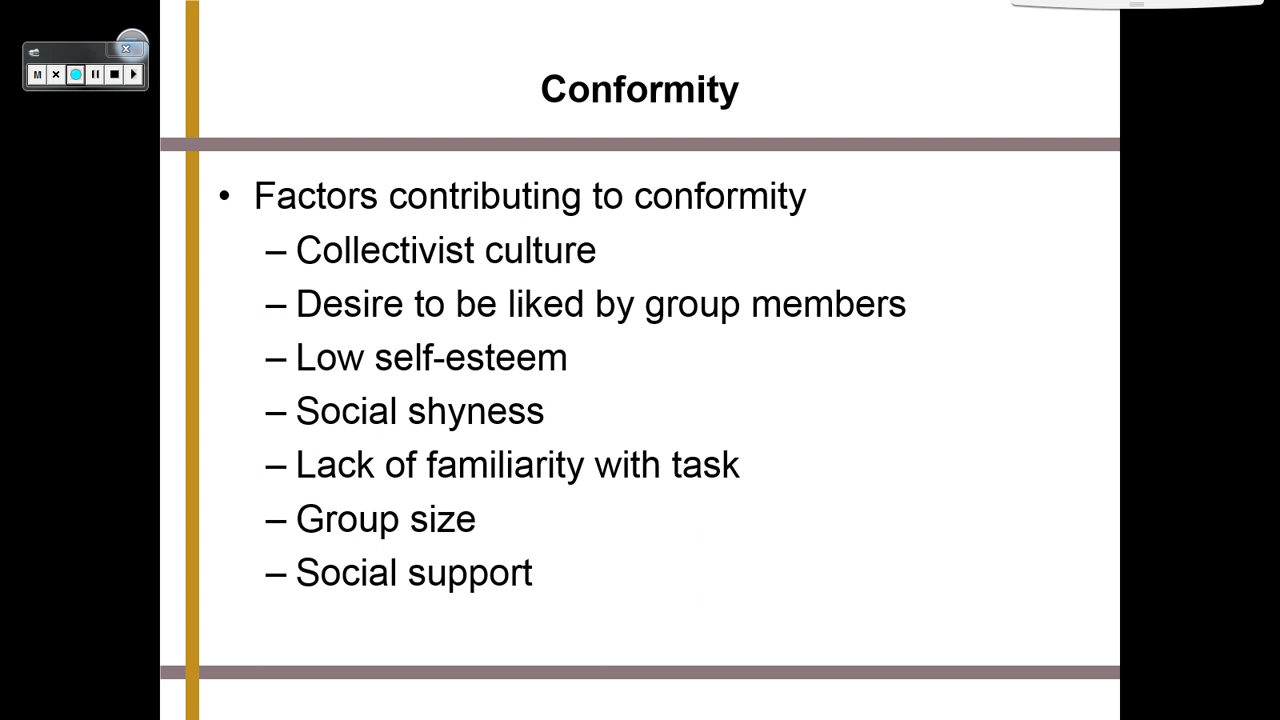 M
Conformity
• Factors contributing to conformity
– Collectivist culture
– Desire to be liked by group members
– Low self-esteem
– Social shyness
– Lack of familiarity with task
– Group size
– Social support